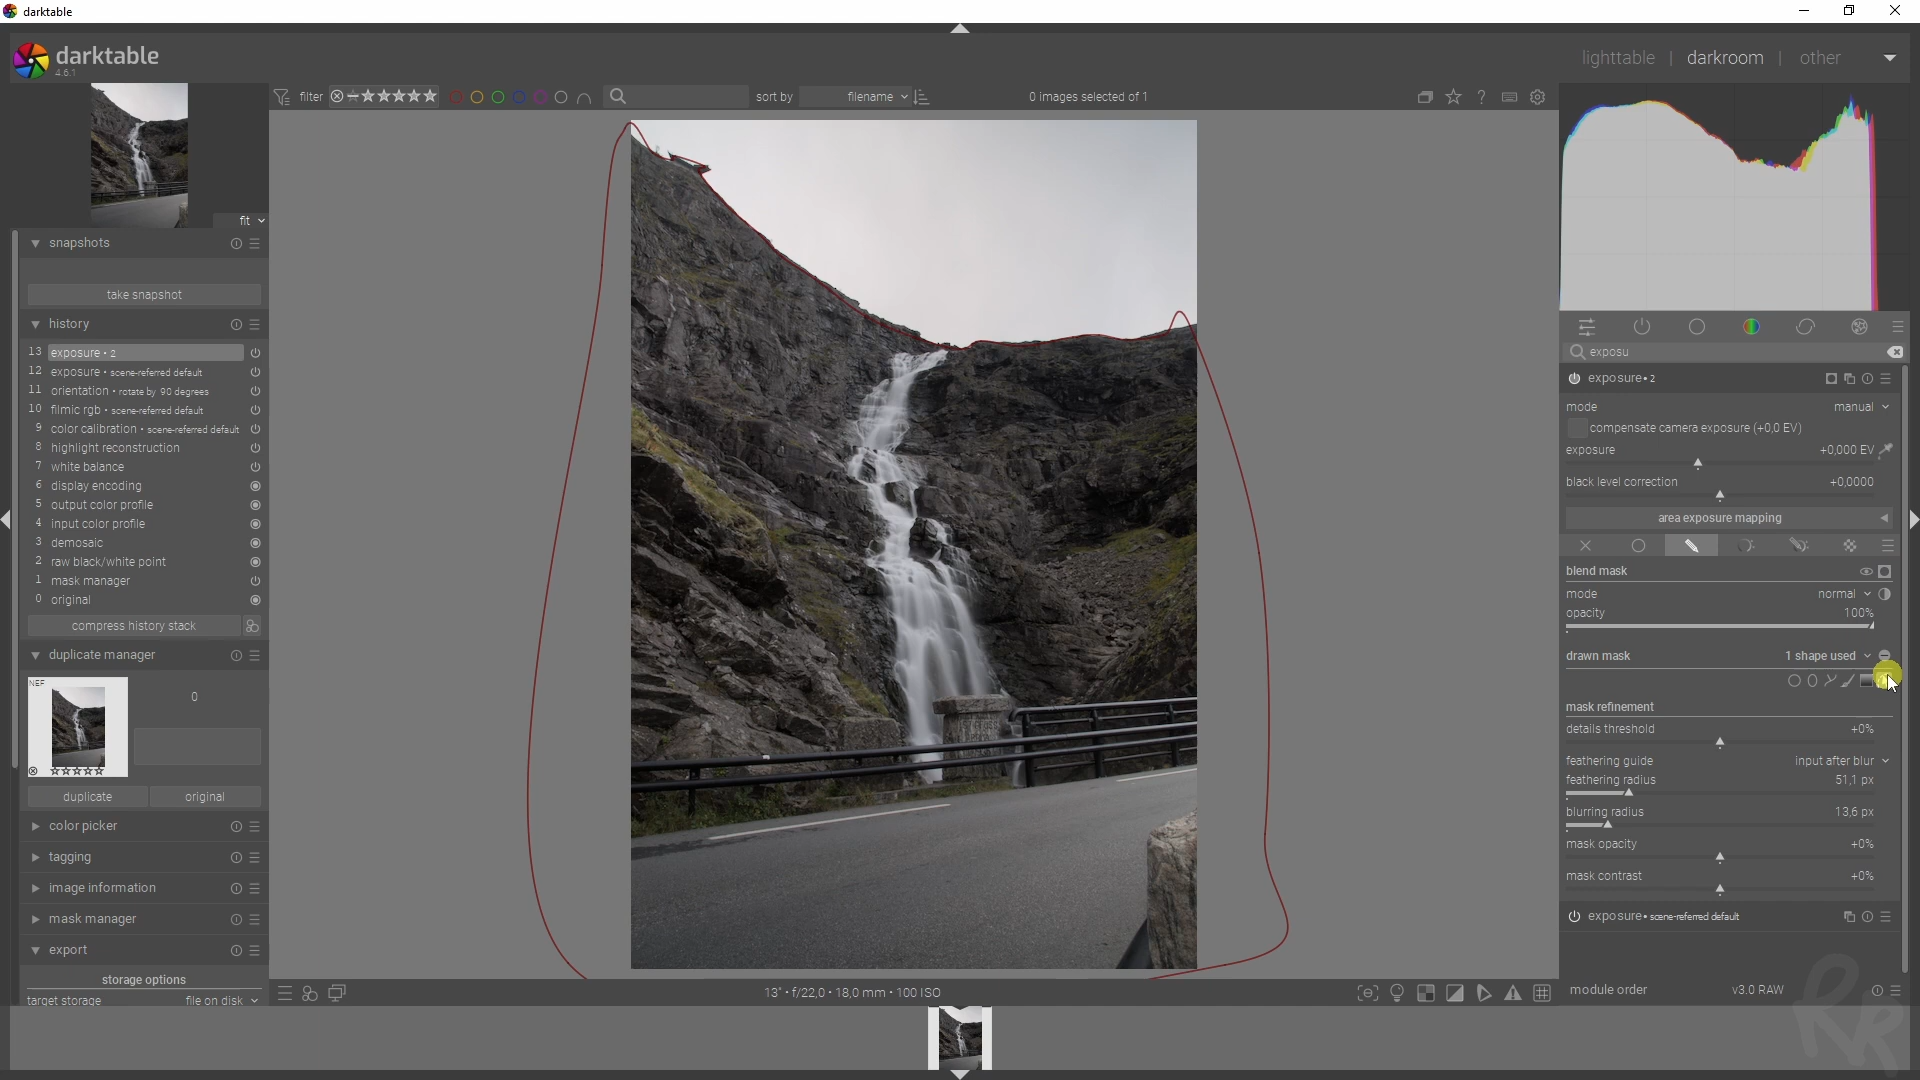 darktable
darktable
4.6.1
lighttable | darkroom | other
filter
sort by filename
0 images selected of 1
fit
snapshots
take snapshot
history
13 exposure • 2
12 exposure • scene-referred default
11 orientation • rotate by 90 degrees
10 filmic rgb • scene-referred default
9 color calibration • scene-referred default
8 highlight reconstruction
7 white balance
6 display encoding
5 output color profile
4 input color profile
3 demosaic
2 raw black/white point
1 mask manager
0 original
compress history stack
duplicate manager
NEF
0
duplicate original
color picker
tagging
image information
mask manager
export
storage options
target storage file on disk
13" • f/22,0 • 18,0 mm • 100 ISO
exposu
exposure • 2
mode manual
compensate camera exposure (+0,0 EV)
exposure +0,000 EV
black level correction +0,0000
area exposure mapping
blend mask
mode normal
opacity 100%
drawn mask 1 shape used
mask refinement
details threshold +0%
feathering guide input after blur
feathering radius 51,1 px
blurring radius 13,6 px
mask opacity +0%
mask contrast +0%
exposure • scene-referred default
module order v3.0 RAW
RR